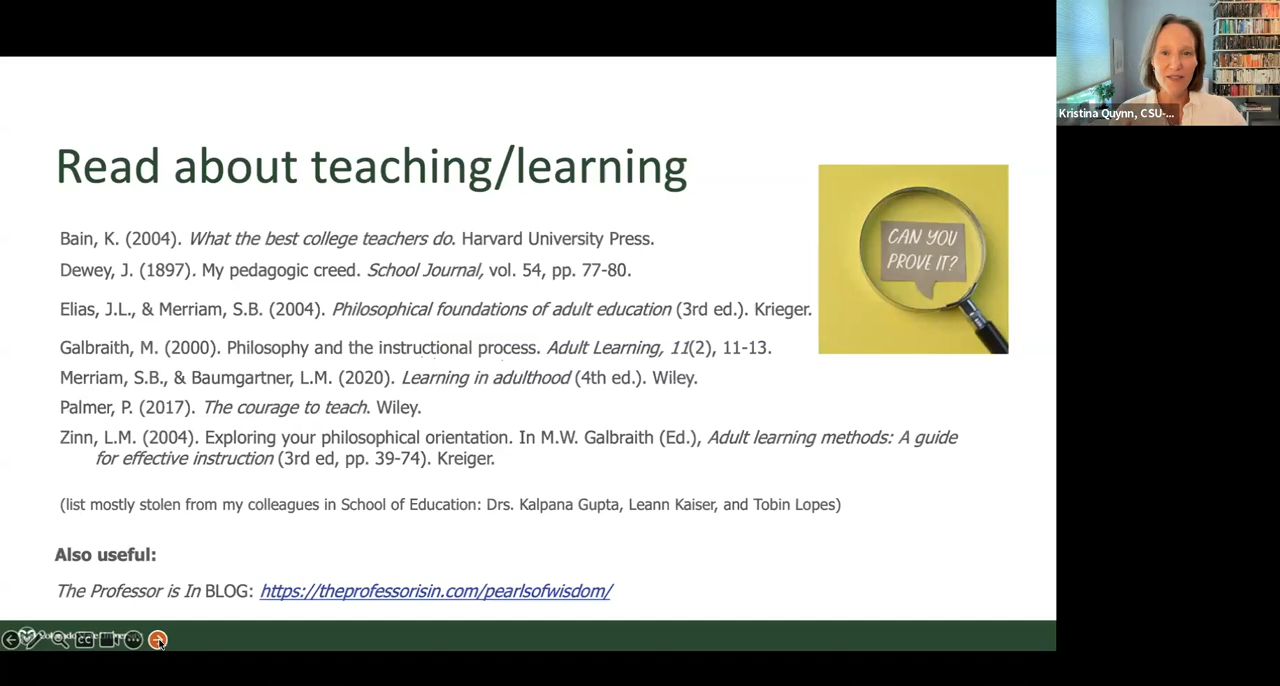 Read about teaching/learning
Bain, K. (2004). What the best college teachers do. Harvard University Press.
Dewey, J. (1897). My pedagogic creed. School Journal, vol. 54, pp. 77-80.
Elias, J.L., & Merriam, S.B. (2004). Philosophical foundations of adult education (3rd ed.). Krieger.
Galbraith, M. (2000). Philosophy and the instructional process. Adult Learning, 11(2), 11-13.
Merriam, S.B., & Baumgartner, L.M. (2020). Learning in adulthood (4th ed.). Wiley.
Palmer, P. (2017). The courage to teach. Wiley.
Zinn, L.M. (2004). Exploring your philosophical orientation. In M.W. Galbraith (Ed.), Adult learning methods: A guide
for effective instruction (3rd ed, pp. 39-74). Kreiger.
(list mostly stolen from my colleagues in School of Education: Drs. Kalpana Gupta, Leann Kaiser, and Tobin Lopes)
Also useful:
The Professor is In BLOG: https://theprofessorisin.com/pearlsofwisdom/
CAN YOU
PROVE IT?
Kristina Quynn, CSU-...
CC